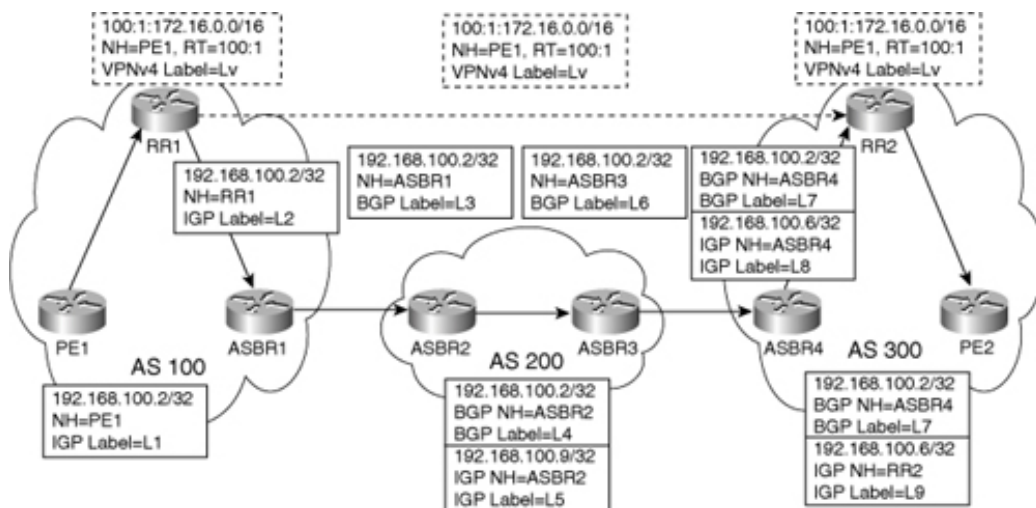 100:1:172.16.0.0/16
NH=PE1, RT=100:1
VPNv4 Label=Lv
100:1:172.16.0.0/16
NH=PE1, RT=100:1
VPNv4 Label=Lv
100:1:172.16.0.0/16
NH=PE1, RT=100:1
VPNv4 Label=Lv
RR1
RR2
192.168.100.2/32
NH=RR1
IGP Label=L2
192.168.100.2/32
NH=ASBR1
BGP Label=L3
192.168.100.2/32
NH=ASBR3
BGP Label=L6
192.168.100.2/32
BGP NH=ASBR4
BGP Label=L7
192.168.100.6/32
IGP NH=ASBR4
IGP Label=L8
PE1
ASBR1
ASBR2
ASBR3
ASBR4
PE2
AS 100
AS 200
AS 300
192.168.100.2/32
NH=PE1
IGP Label=L1
192.168.100.2/32
BGP NH=ASBR2
BGP Label=L4
192.168.100.9/32
IGP NH=ASBR2
IGP Label=L5
192.168.100.2/32
BGP NH=ASBR4
BGP Label=L7
192.168.100.6/32
IGP NH=RR2
IGP Label=L9